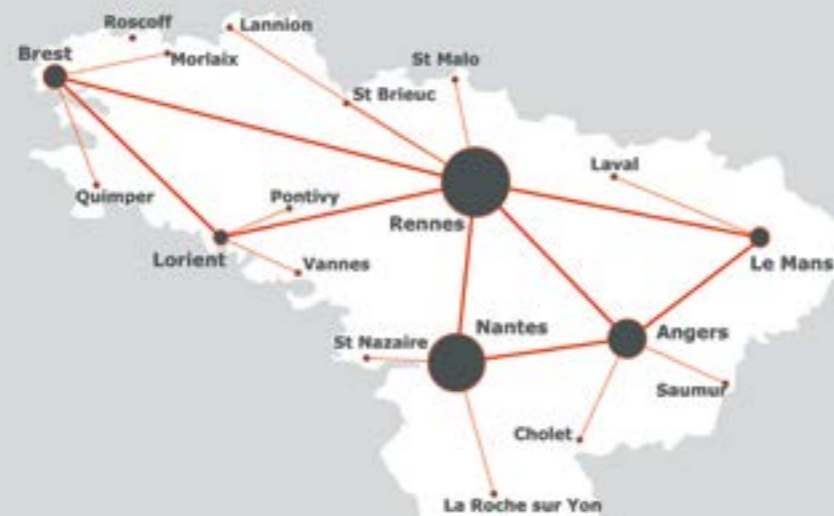 Roscoff
Lannion
Brest
Morlaix
St Malo
St Brieuc
Laval
Quimper
Pontivy
Rennes
Lorient
Vannes
Le Mans
Nantes
Angers
St Nazaire
Saumur
Cholet
La Roche sur Yon